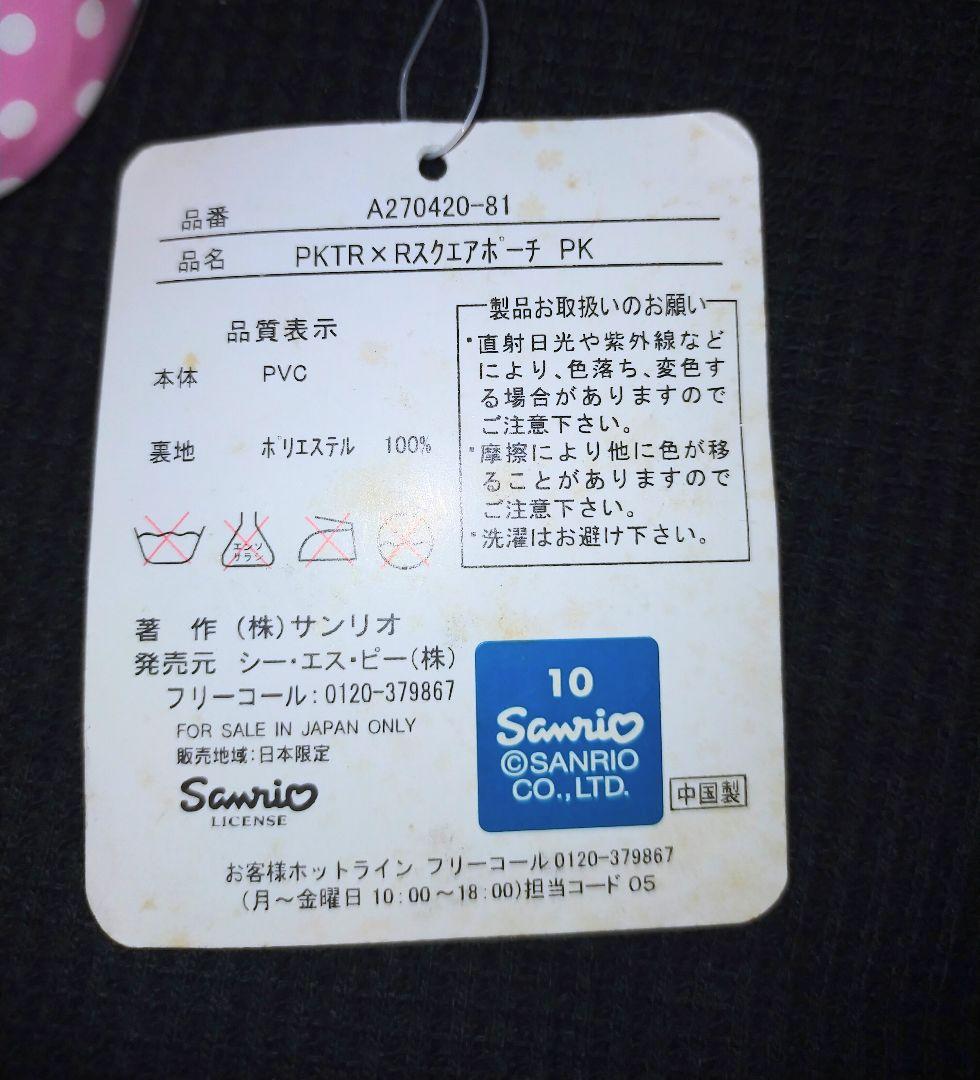 品番 A270420-81
品名 PKTR×Rスクエアポーチ PK
品質表示
本体 PVC
裏地 ポリエステル 100%
エンソ
サラシ
製品お取扱いのお願い
・直射日光や紫外線など
により、色落ち、変色す
る場合がありますので
ご注意下さい。
・摩擦により他に色が移
ることがありますので
ご注意下さい。
・洗濯はお避け下さい。
著 作 (株)サンリオ
発売元 シー・エス・ピー(株)
フリーコール:0120-379867
FOR SALE IN JAPAN ONLY
販売地域:日本限定
Sanrio
LICENSE
10
Sanrio
©SANRIO
CO.,LTD.
中国製
お客様ホットライン フリーコール0120-379867
(月～金曜日 10:00～18:00)担当コード 05